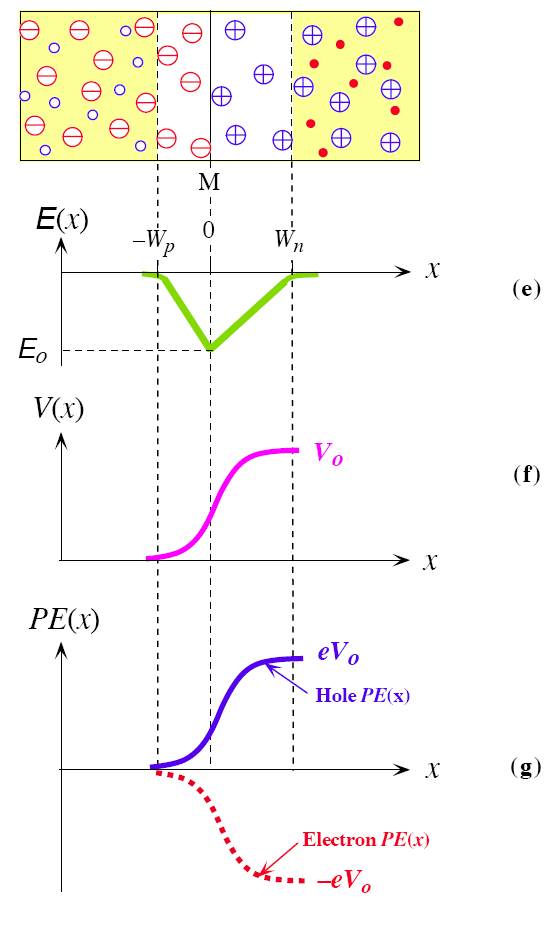 M
E(x)
–Wp
0
Wn
x
(e)
Eo
V(x)
Vo
(f)
x
PE(x)
eVo
Hole PE(x)
x
(g)
Electron PE(x)
–eVo